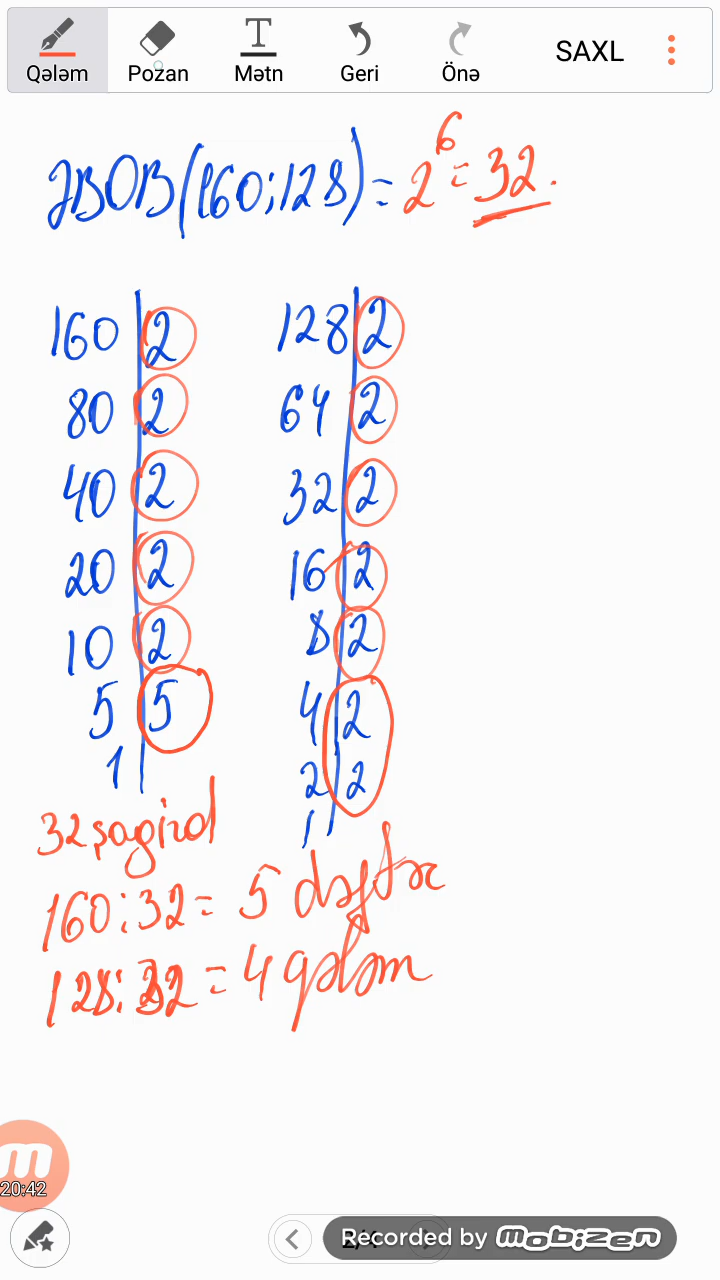 Qələm Pozan Mətn Geri Önə SAXL
ƏBOB(160;128)=2⁶=32.
160 | 2 128 | 2
80 | 2 64 | 2
40 | 2 32 | 2
20 | 2 16 | 2
10 | 2 8 | 2
5 | 5 4 | 2
1 | 2 | 2
1 |
32 şagird
160:32=5 dəftər
128:32=4 qələm
20:42
Recorded by mobizen